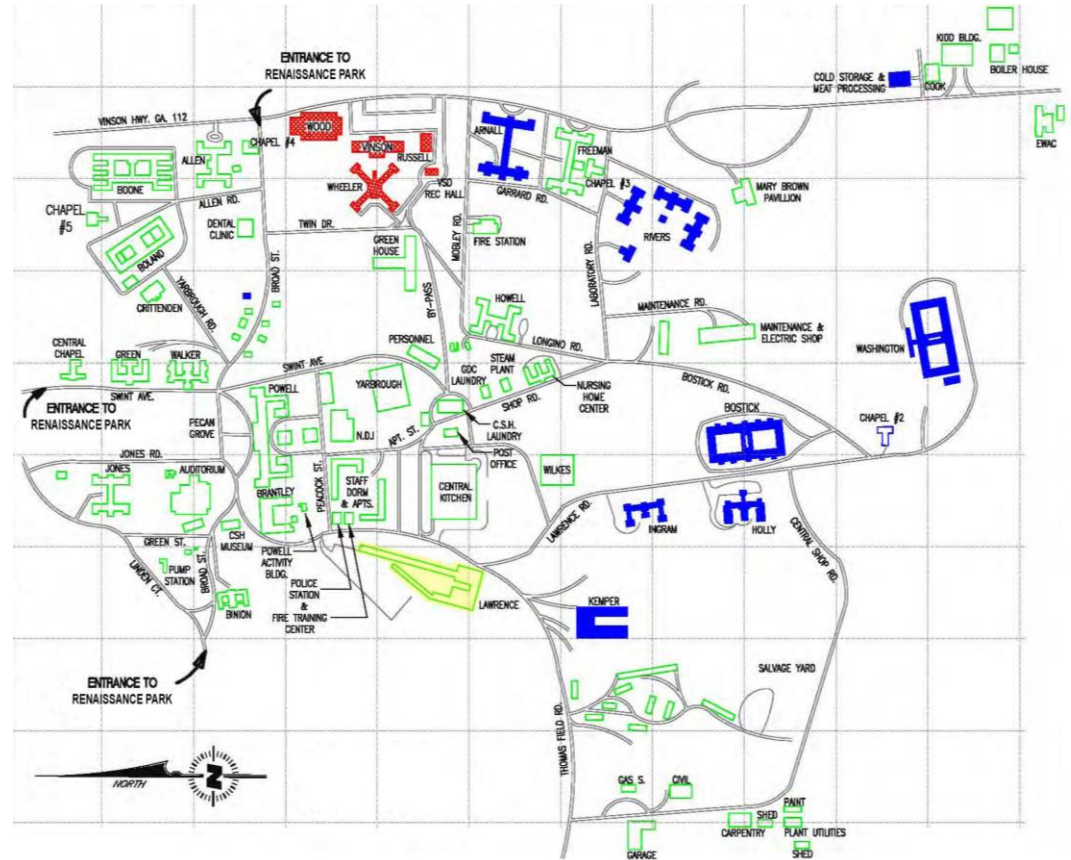 ENTRANCE TO
RENAISSANCE PARK
KIDD BLDG.
BOILER HOUSE
COLD STORAGE &
MEAT PROCESSING
COOK
EWAC
VINSON HWY. GA. 112
WOOD
CHAPEL #4
VINSON
RUSSELL
ARNALL
FREEMAN
ALLEN
BOONE
WHEELER
VSD
REC HALL
GARRARD RD.
CHAPEL #3
MARY BROWN
PAVILLION
ALLEN RD.
CHAPEL
#5
DENTAL
CLINIC
TWIN DR.
GREEN
HOUSE
MOBLEY RD.
FIRE STATION
RIVERS
BOLAND
BROAD ST.
LABORATORY RD.
CRITTENDEN
YARBROUGH RD.
BY-PASS
HOWELL
MAINTENANCE RD.
MAINTENANCE &
ELECTRIC SHOP
WASHINGTON
CENTRAL
CHAPEL
GREEN
WALKER
SWINT AVE
PERSONNEL
LONGINO RD.
GDC
LAUNDRY
STEAM
PLANT
NURSING
HOME
CENTER
BOSTICK RD.
SWINT AVE.
ENTRANCE TO
RENAISSANCE PARK
POWELL
YARBROUGH
SHOP RD.
BOSTICK
CHAPEL #2
PECAN
GROVE
N.D.I
APT. ST.
C.S.H.
LAUNDRY
POST
OFFICE
JONES RD.
JONES
AUDITORIUM
PEACOCK ST.
STAFF
DORM
& APTS.
CENTRAL
KITCHEN
WILKES
BRANTLEY
LAWRENCE RD.
INGRAM
HOLLY
CENTRAL SHOP RD.
GREEN ST.
CSH
MUSEUM
PUMP
STATION
BROAD ST.
LINDEN CT.
POWELL
ACTIVITY
BLDG.
POLICE
STATION
&
FIRE TRAINING
CENTER
LAWRENCE
BINION
KEMPER
ENTRANCE TO
RENAISSANCE PARK
SALVAGE YARD
THOMAS FIELD RD.
N
NORTH
GAS S.
CIVIL
PAINT
SHED
CARPENTRY
PLANT UTILITIES
GARAGE
SHED